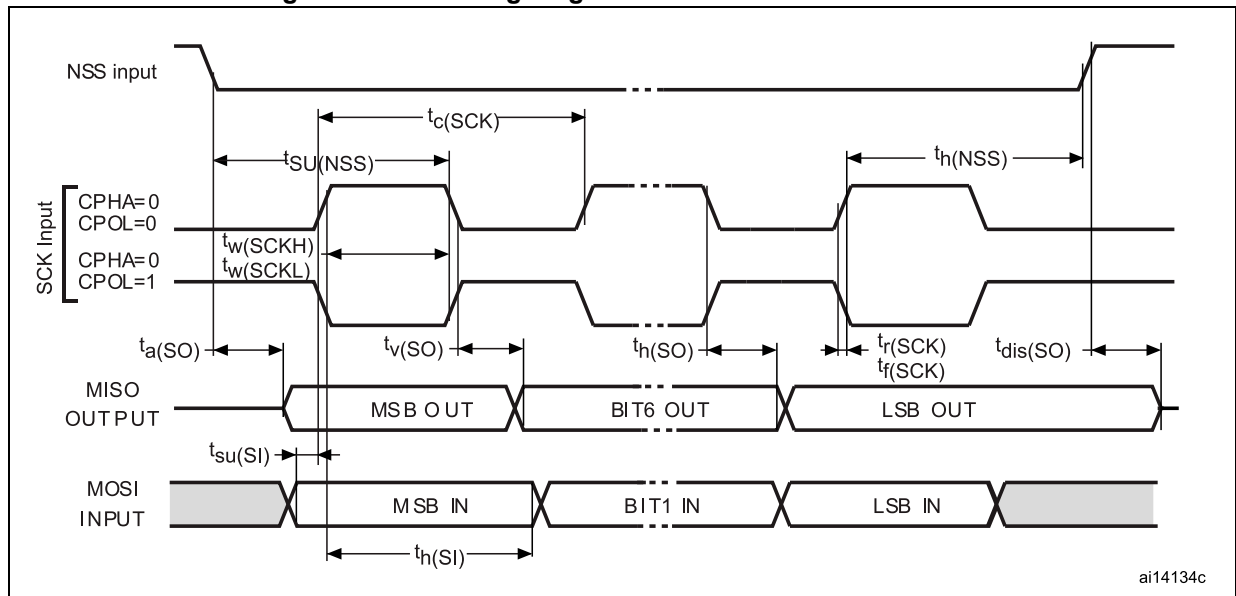 NSS input
tc(SCK)
tSU(NSS)
th(NSS)
SCK Input
CPHA=0
CPOL=0
tw(SCKH)
CPHA=0
tw(SCKL)
CPOL=1
ta(SO)
tv(SO)
th(SO)
tr(SCK)
tf(SCK)
tdis(SO)
MISO
OUTPUT
MSB OUT
BIT6 OUT
LSB OUT
tsu(SI)
MOSI
INPUT
MSB IN
BIT1 IN
LSB IN
th(SI)
ai14134c